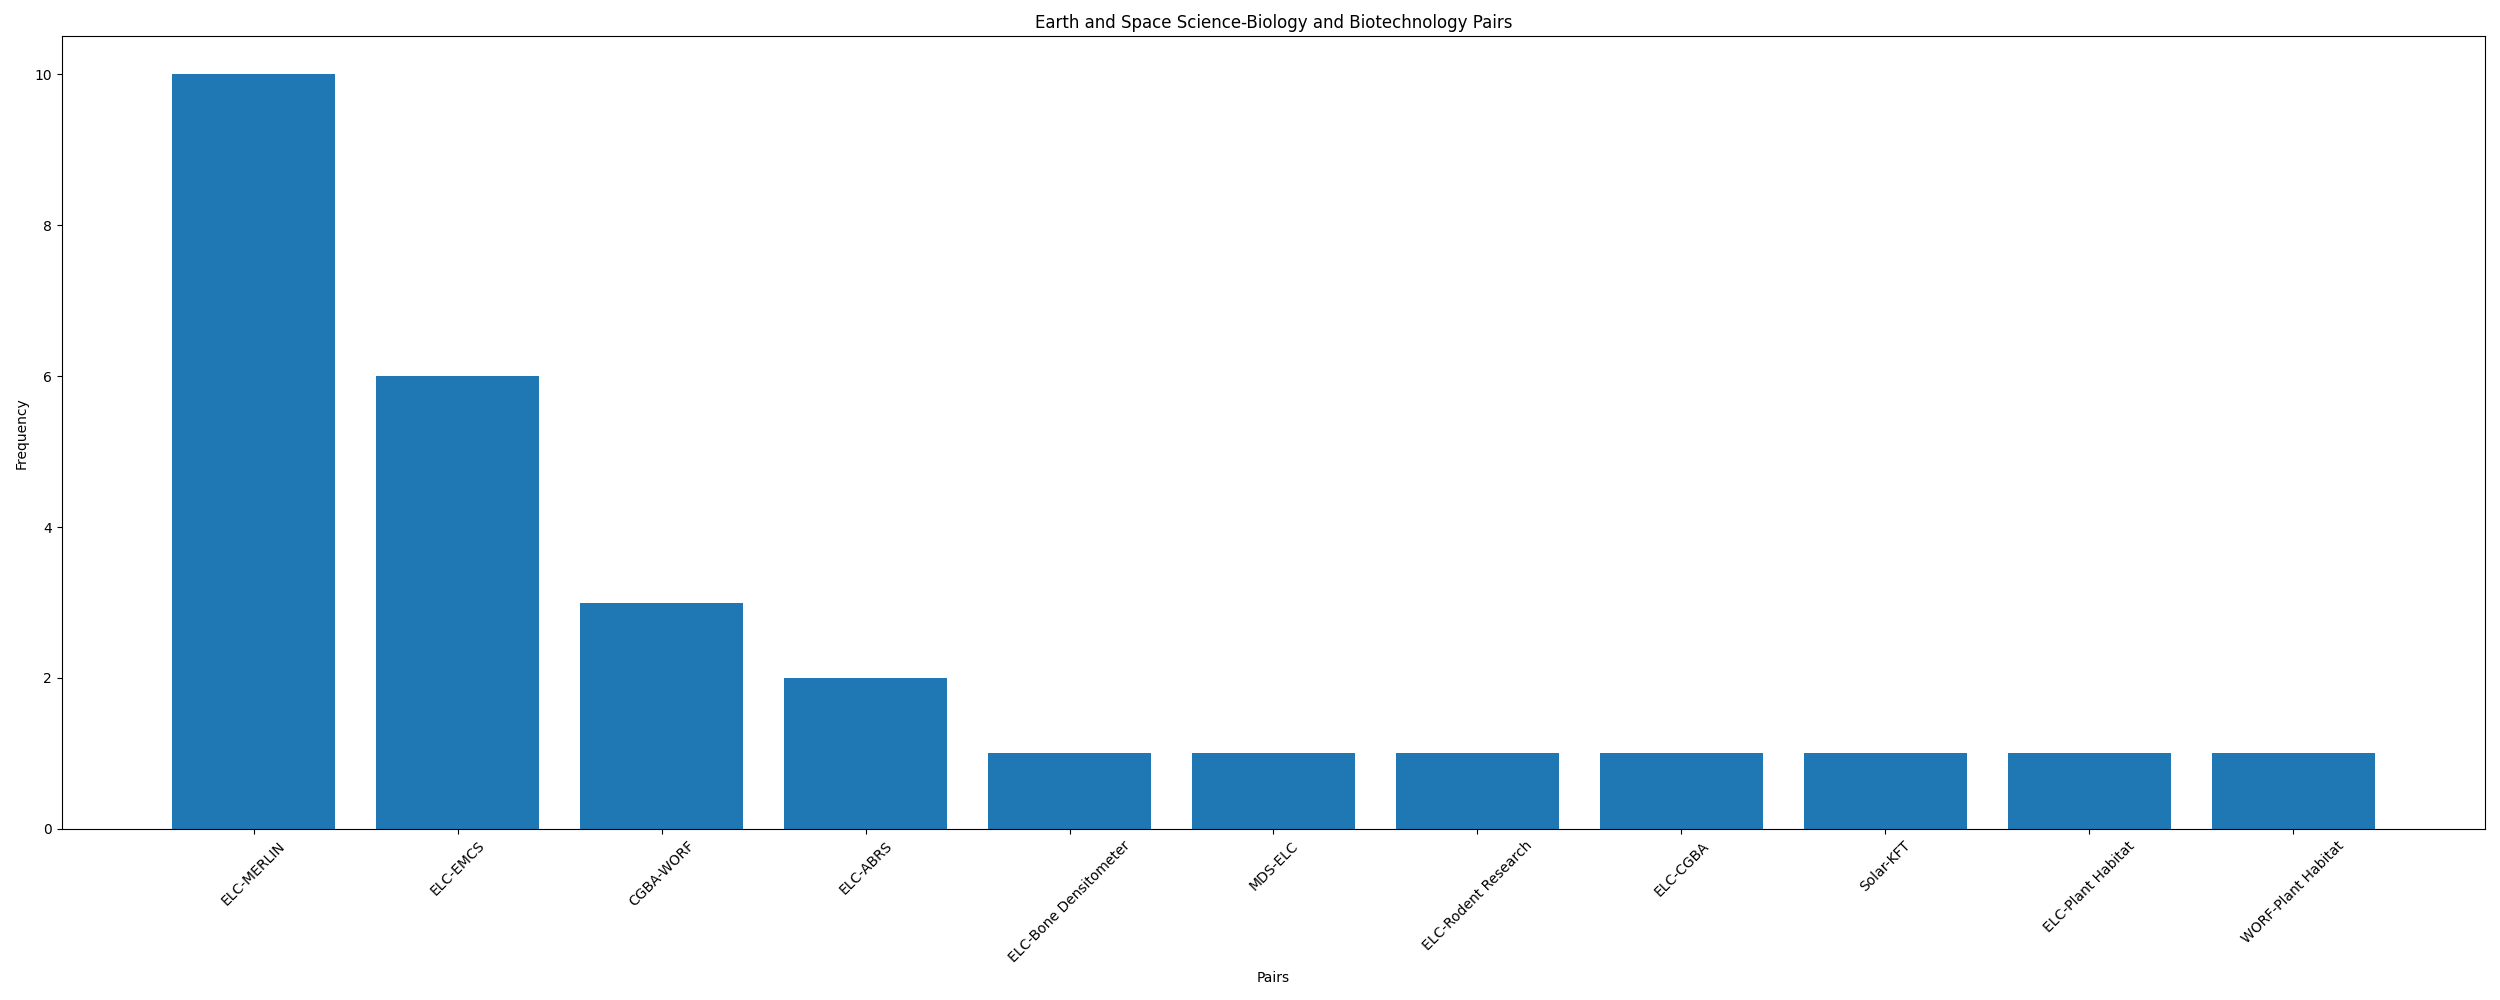 Earth and Space Science-Biology and Biotechnology Pairs
10
8
6
4
2
0
Frequency
ELC-MERLIN
ELC-EMCS
CGBA-WORF
ELC-ABRS
ELC-Bone Densitometer
MDS-ELC
ELC-Rodent Research
ELC-CGBA
Solar-KFT
ELC-Plant Habitat
WORF-Plant Habitat
Pairs